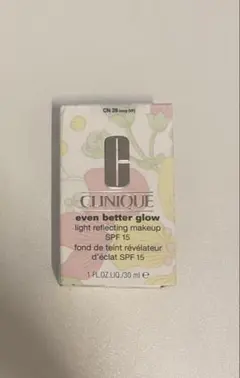 CN 28 (VF)
C
CLINIQUE
even better glow
light reflecting makeup
SPF 15
fond de teint révélateur
d'éclat SPF 15
1 FL.OZ.LIQ./30 ml ℮